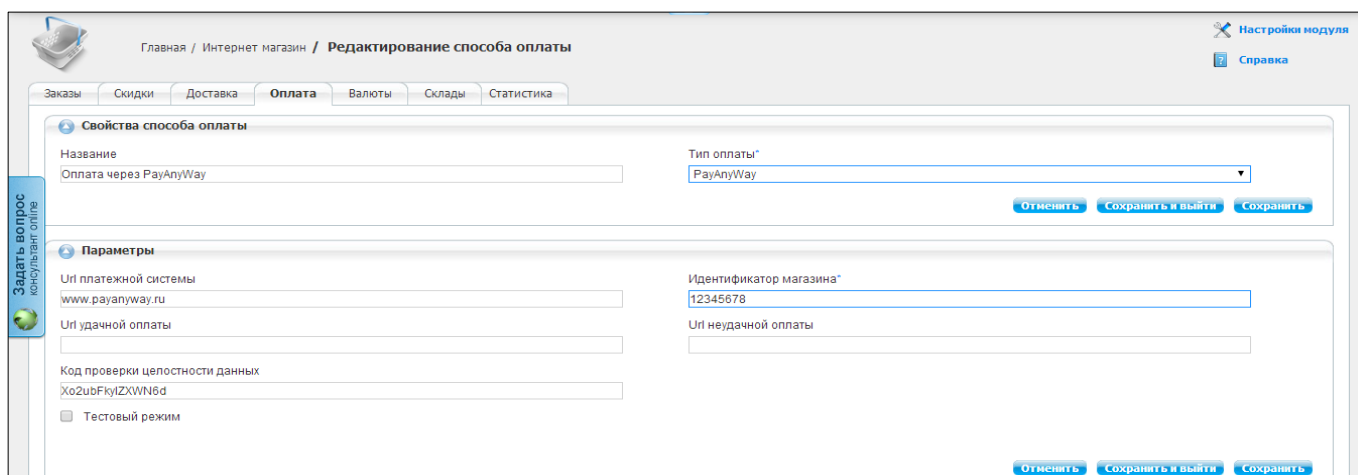 Настройки модуля
Главная / Интернет магазин / Редактирование способа оплаты
Справка
Заказы Скидки Доставка Оплата Валюты Склады Статистика
Свойства способа оплаты
Название Тип оплаты*
Оплата через PayAnyWay PayAnyWay
Отменить Сохранить и выйти Сохранить
Задать вопрос
консультант online
Параметры
Url платежной системы Идентификатор магазина*
www.payanyway.ru 12345678
Url удачной оплаты Url неудачной оплаты
Код проверки целостности данных
Xo2ubFkylZXWN6d
Тестовый режим
Отменить Сохранить и выйти Сохранить